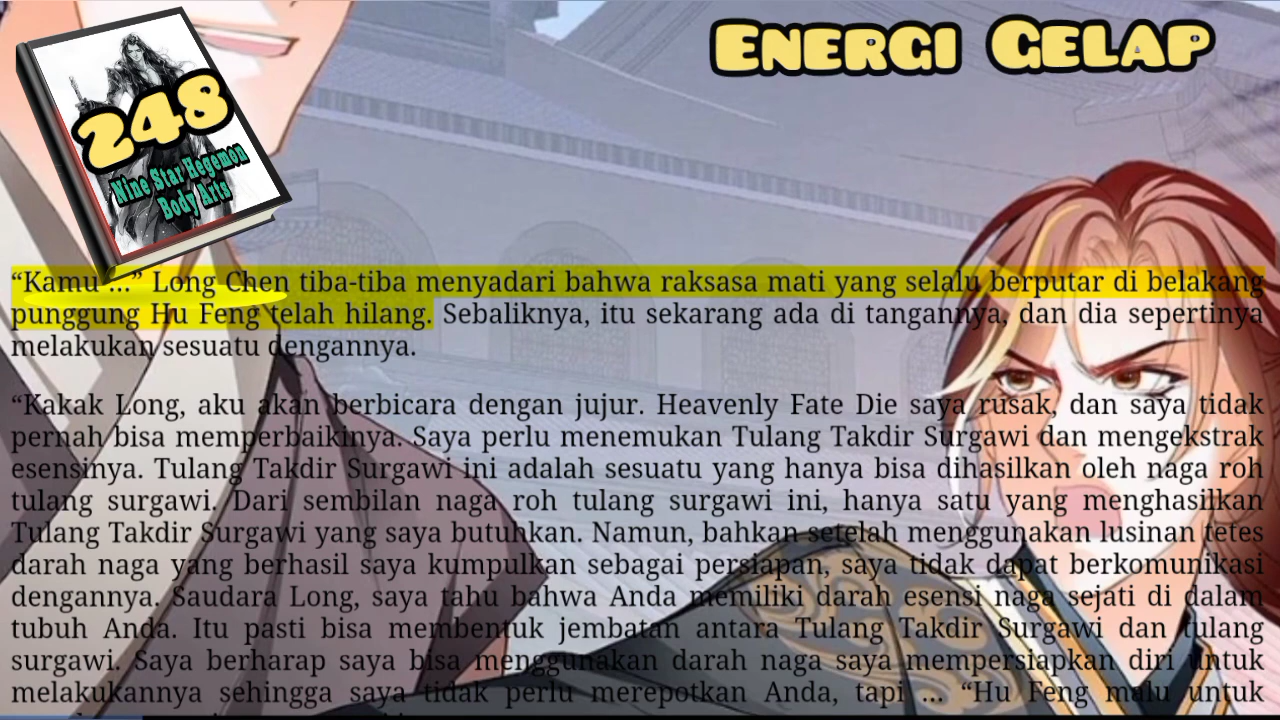 Energi Gelap
248
Nine Star Hegemon
Body Arts
“Kamu ...” Long Chen tiba-tiba menyadari bahwa raksasa mati yang selalu berputar di belakang
punggung Hu Feng telah hilang. Sebaliknya, itu sekarang ada di tangannya, dan dia sepertinya
melakukan sesuatu dengannya.
“Kakak Long, aku akan berbicara dengan jujur. Heavenly Fate Die saya rusak, dan saya tidak
pernah bisa memperbaikinya. Saya perlu menemukan Tulang Takdir Surgawi dan mengekstrak
esensinya. Tulang Takdir Surgawi ini adalah sesuatu yang hanya bisa dihasilkan oleh naga roh
tulang surgawi. Dari sembilan naga roh tulang surgawi ini, hanya satu yang menghasilkan
Tulang Takdir Surgawi yang saya butuhkan. Namun, bahkan setelah menggunakan lusinan tetes
darah naga yang berhasil saya kumpulkan sebagai persiapan, saya tidak dapat berkomunikasi
dengannya. Saudara Long, saya tahu bahwa Anda memiliki darah esensi naga sejati di dalam
tubuh Anda. Itu pasti bisa membentuk jembatan antara Tulang Takdir Surgawi dan tulang
surgawi. Saya berharap saya bisa menggunakan darah naga saya mempersiapkan diri untuk
melakukannya sehingga saya tidak perlu merepotkan Anda, tapi ... “Hu Feng malu untuk